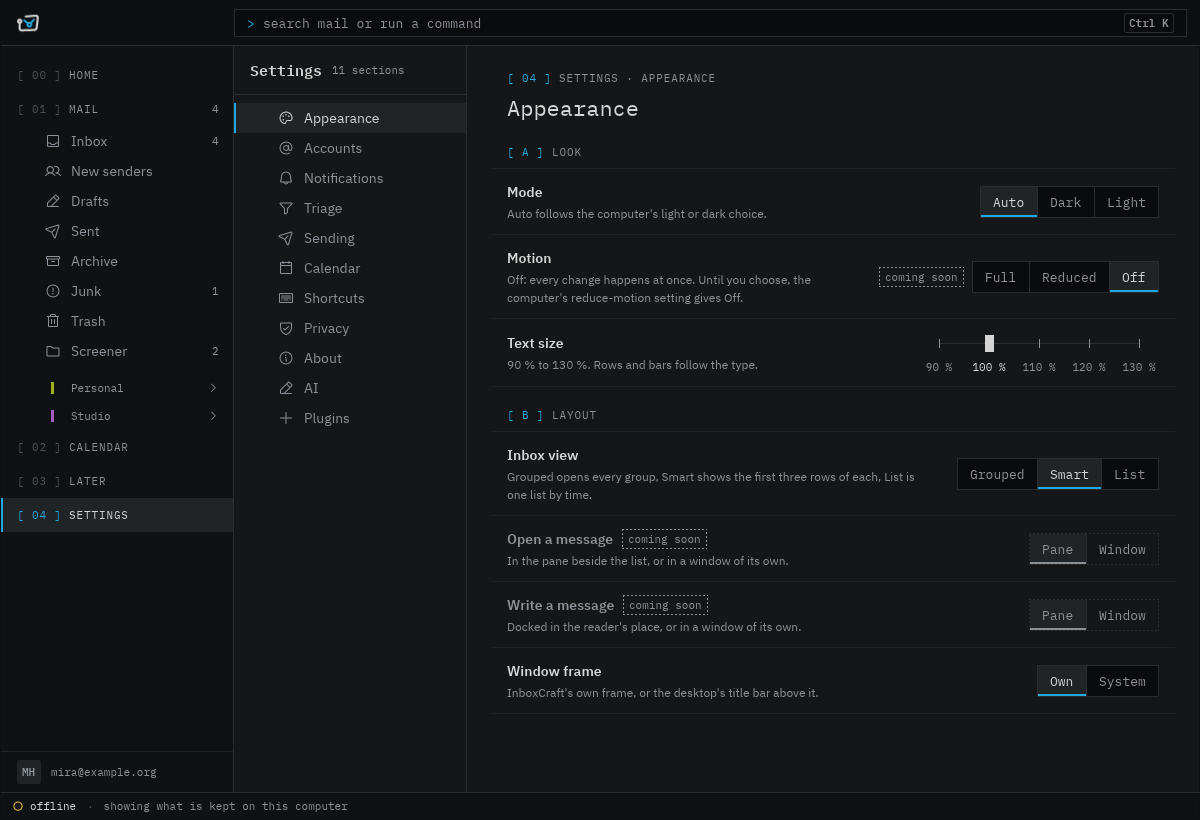 > search mail or run a command
Ctrl K
[ 00 ] HOME
[ 01 ] MAIL 4
Inbox 4
New senders
Drafts
Sent
Archive
Junk 1
Trash
Screener 2
Personal
Studio
[ 02 ] CALENDAR
[ 03 ] LATER
[ 04 ] SETTINGS
MH mira@example.org
Settings 11 sections
Appearance
Accounts
Notifications
Triage
Sending
Calendar
Shortcuts
Privacy
About
AI
Plugins
[ 04 ] SETTINGS · APPEARANCE
Appearance
[ A ] LOOK
Mode
Auto follows the computer's light or dark choice.
Auto Dark Light
Motion
Off: every change happens at once. Until you choose, the
computer's reduce-motion setting gives Off.
coming soon Full Reduced Off
Text size
90 % to 130 %. Rows and bars follow the type.
90 % 100 % 110 % 120 % 130 %
[ B ] LAYOUT
Inbox view
Grouped opens every group, Smart shows the first three rows of each, List is
one list by time.
Grouped Smart List
Open a message coming soon
In the pane beside the list, or in a window of its own.
Pane Window
Write a message coming soon
Docked in the reader's place, or in a window of its own.
Pane Window
Window frame
InboxCraft's own frame, or the desktop's title bar above it.
Own System
offline · showing what is kept on this computer